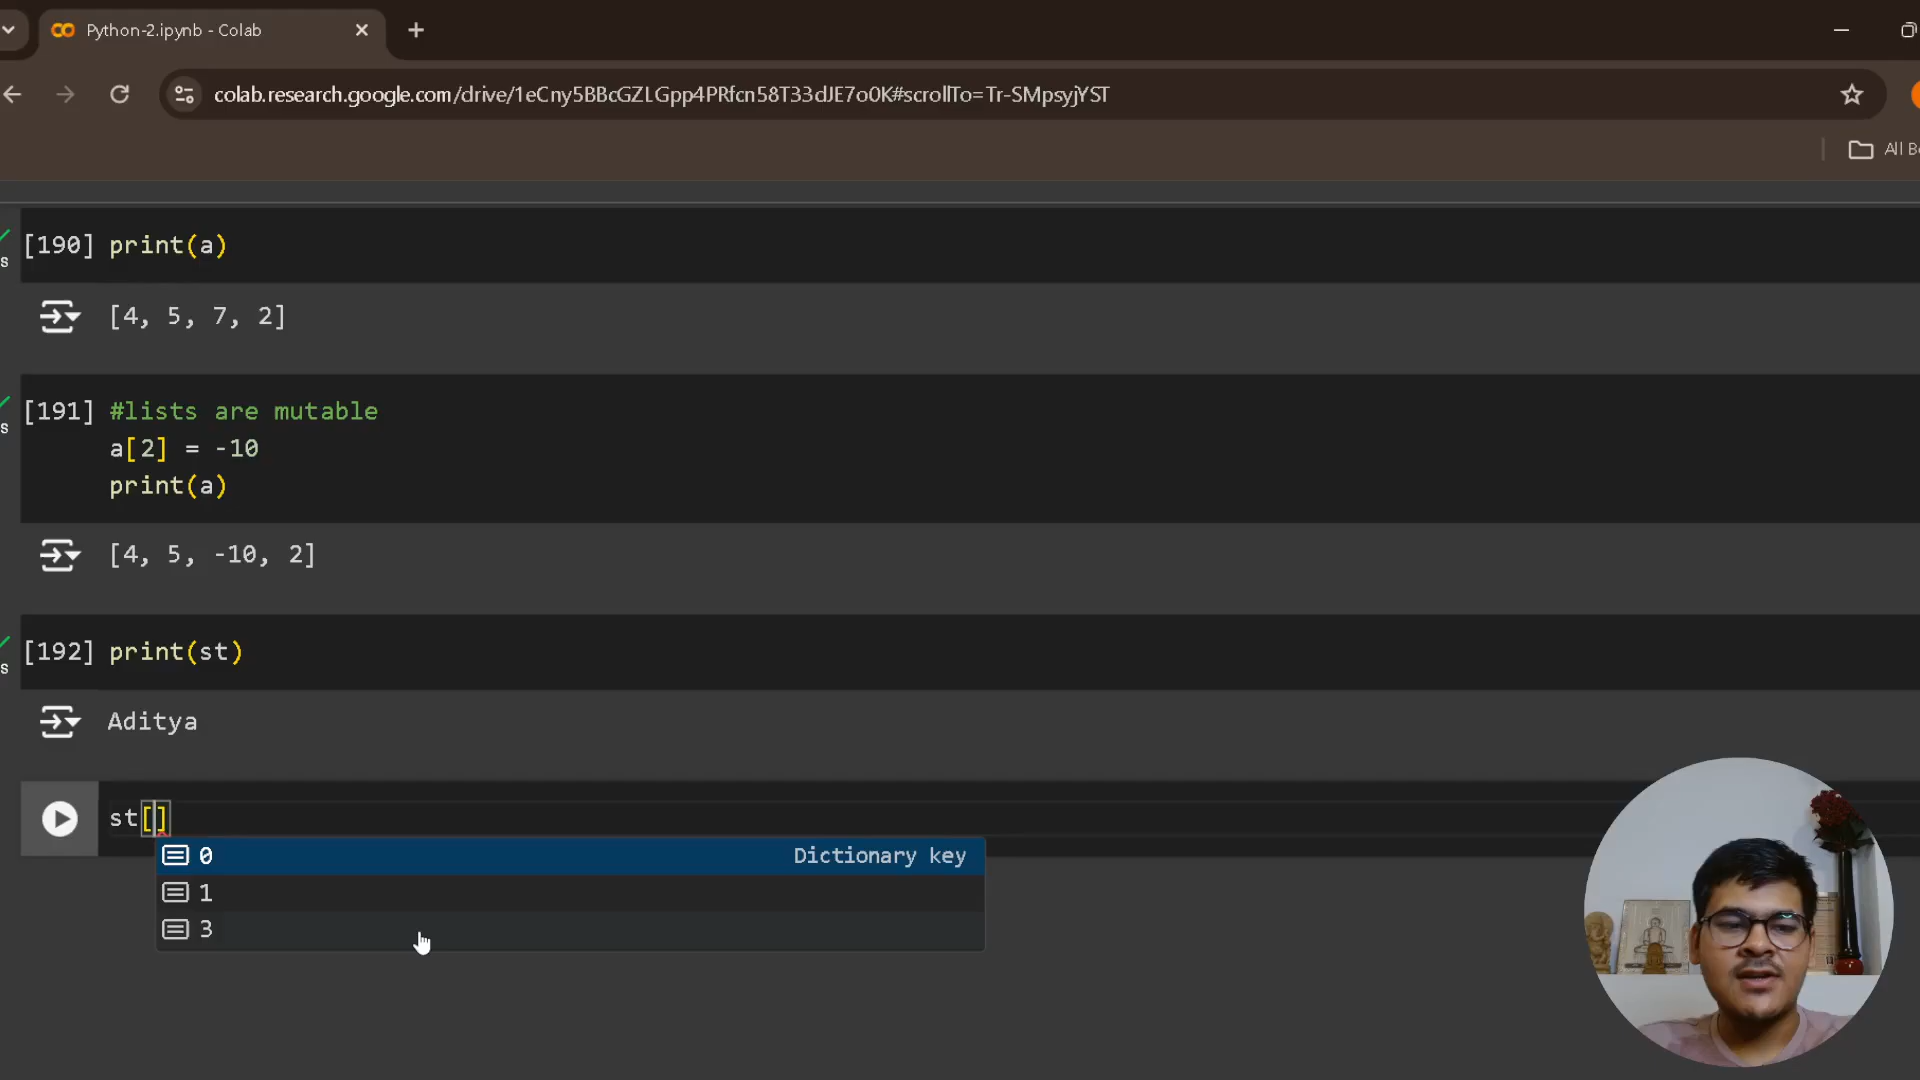 Python-2.ipynb - Colab
colab.research.google.com/drive/1eCny5BBcGZLGpp4PRfcn58T33dJE7o0K#scrollTo=Tr-SMpsyjYST
All B
[190] print(a)
s
[4, 5, 7, 2]
[191] #lists are mutable
s
a[2] = -10
print(a)
[4, 5, -10, 2]
[192] print(st)
s
Aditya
st[]
0 Dictionary key
1
3